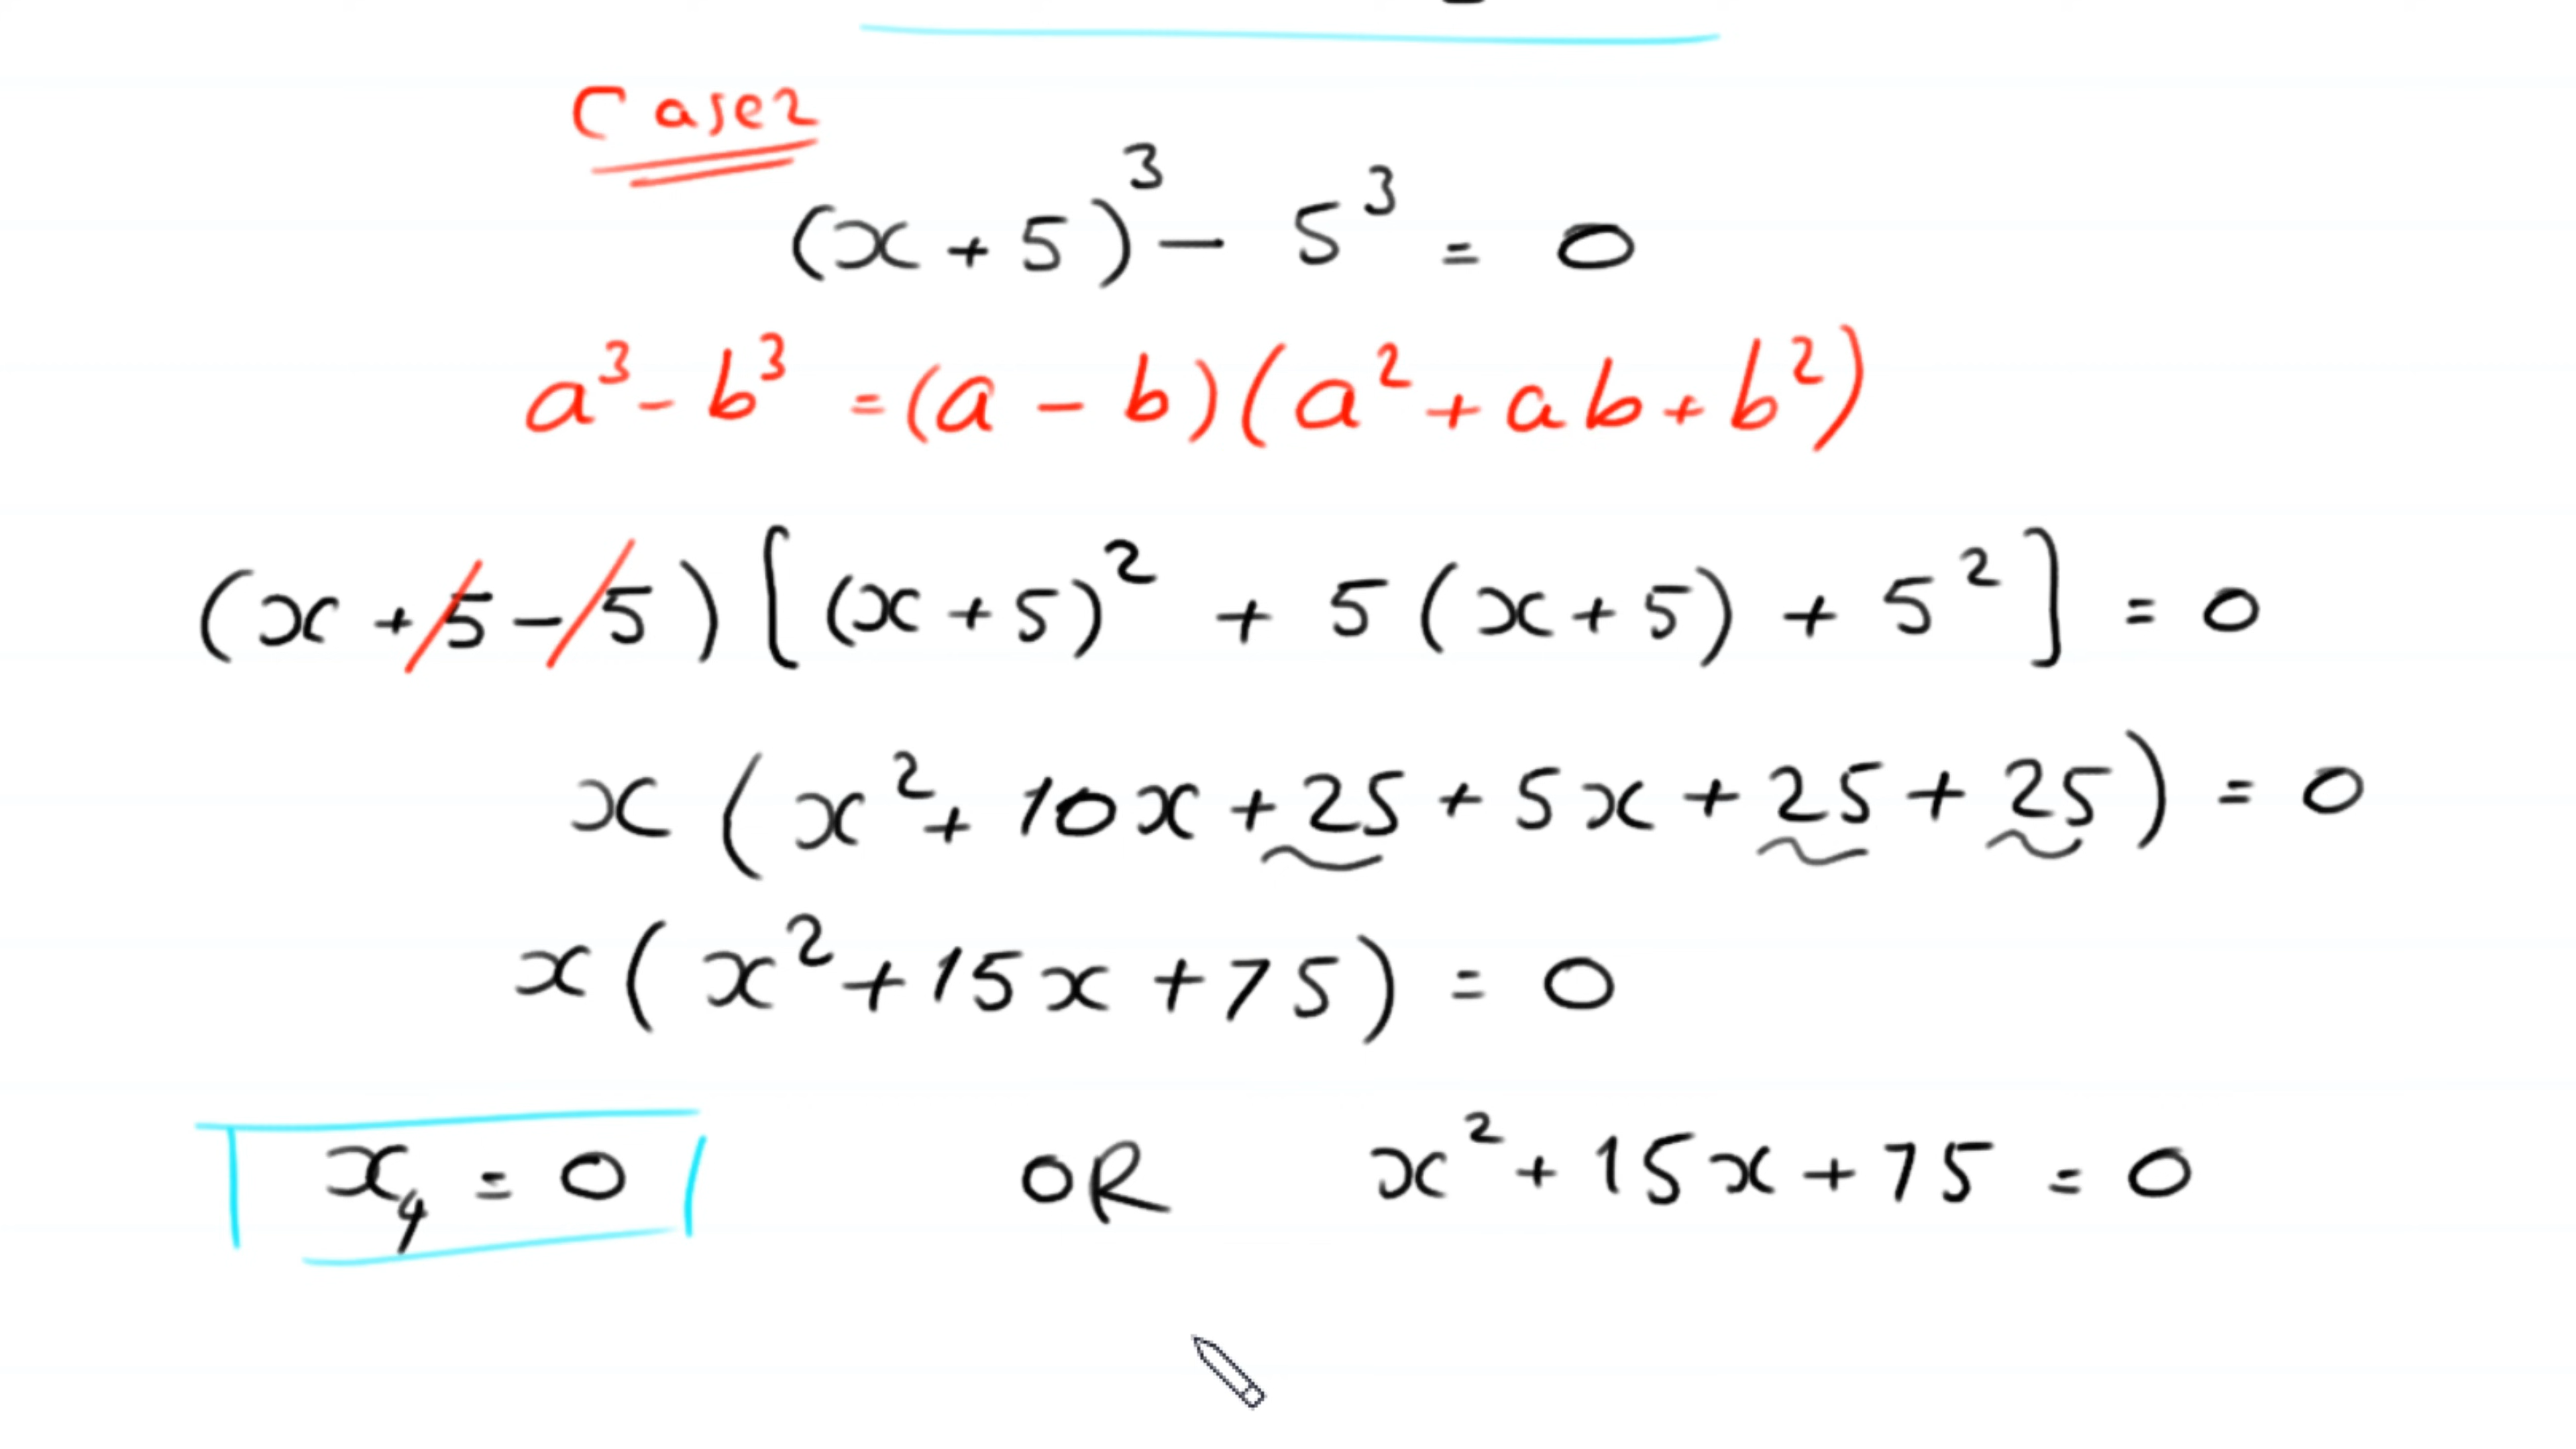 Case2
(x + 5)³ - 5³ = 0
a³ - b³ = (a - b)(a² + ab + b²)
(x + 5 - 5)[(x + 5)² + 5(x + 5) + 5²] = 0
x(x² + 10x + 25 + 5x + 25 + 25) = 0
x(x² + 15x + 75) = 0
x₄ = 0 OR x² + 15x + 75 = 0